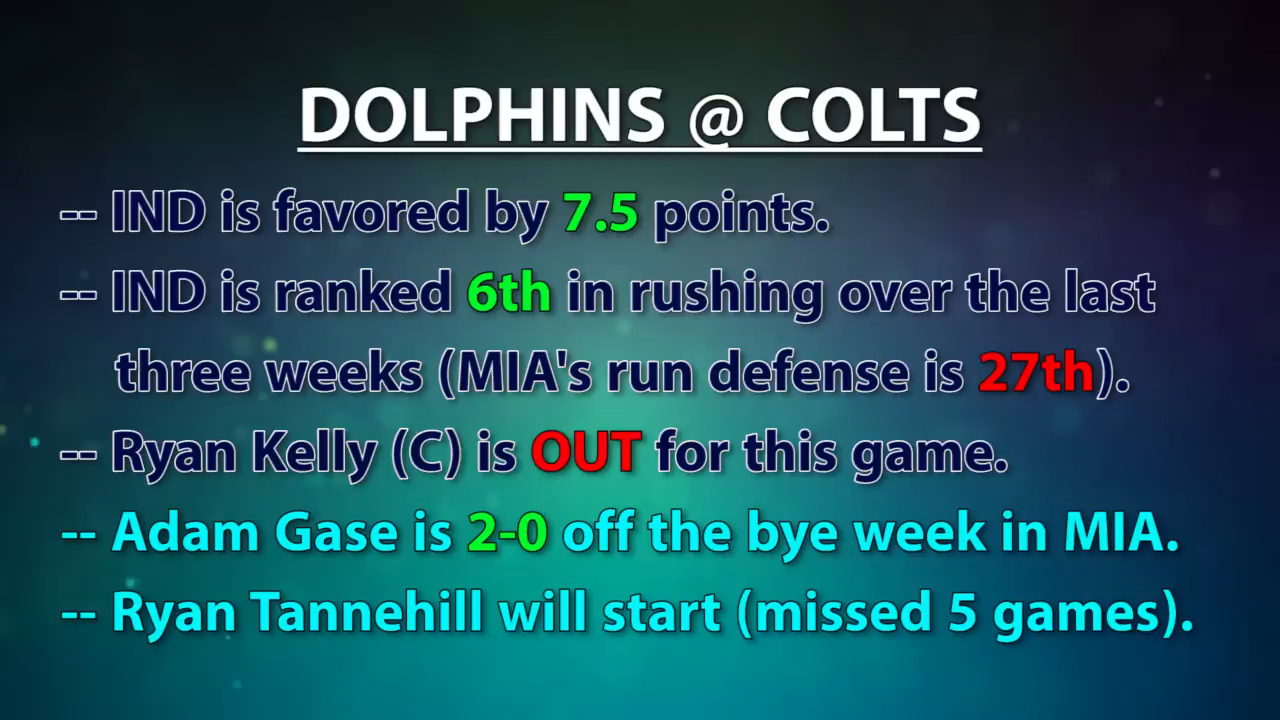 DOLPHINS @ COLTS
-- IND is favored by 7.5 points.
-- IND is ranked 6th in rushing over the last
three weeks (MIA's run defense is 27th).
-- Ryan Kelly (C) is OUT for this game.
-- Adam Gase is 2-0 off the bye week in MIA.
-- Ryan Tannehill will start (missed 5 games).